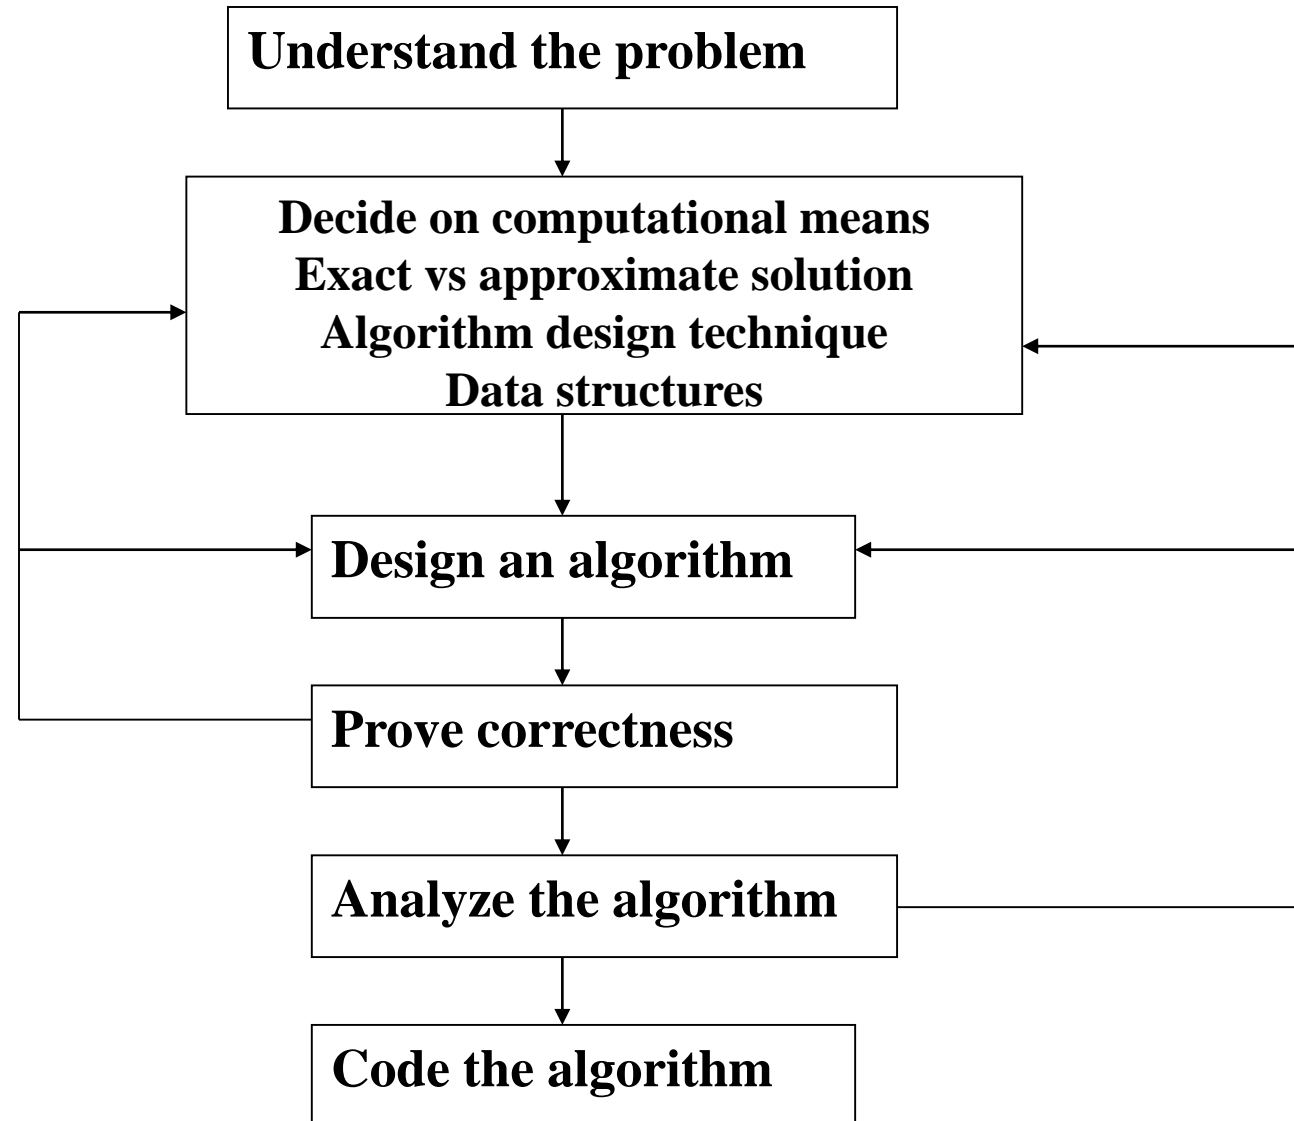 Understand the problem
Decide on computational means
Exact vs approximate solution
Algorithm design technique
Data structures
Design an algorithm
Prove correctness
Analyze the algorithm
Code the algorithm